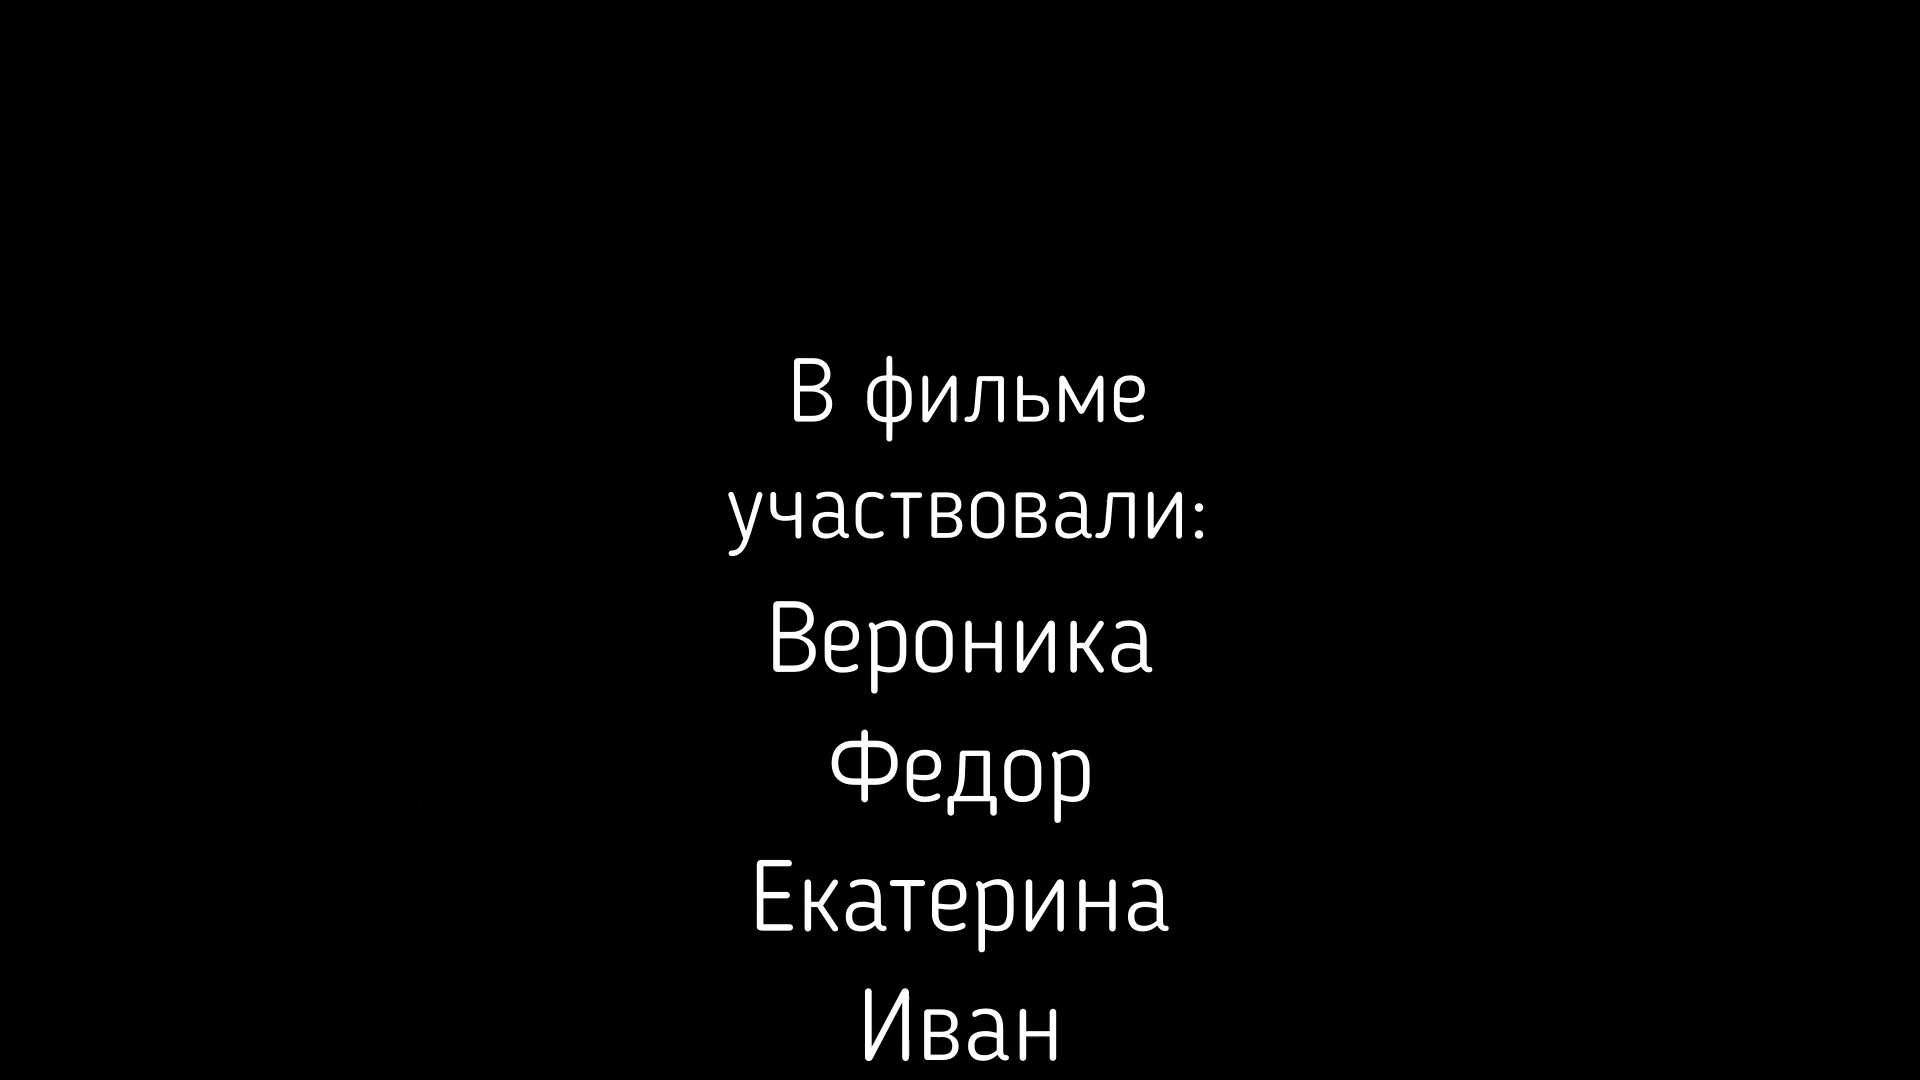 В фильме
участвовали:
Вероника
Федор
Екатерина
Иван